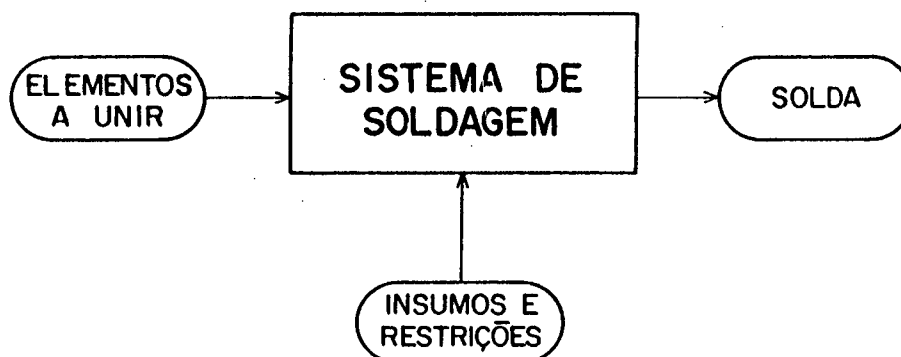 ELEMENTOS
A UNIR
SISTEMA DE
SOLDAGEM
SOLDA
INSUMOS E
RESTRIÇÕES